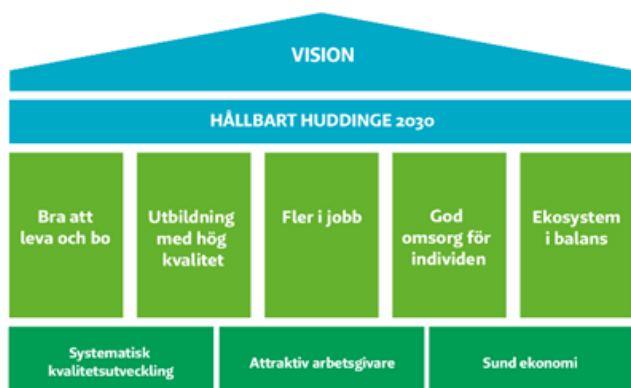 VISION
HÅLLBART HUDDINGE 2030
Bra att
leva och bo
Utbildning
med hög
kvalitet
Fler i jobb
God
omsorg för
individen
Ekosystem
i balans
Systematisk
kvalitetsutveckling
Attraktiv arbetsgivare
Sund ekonomi